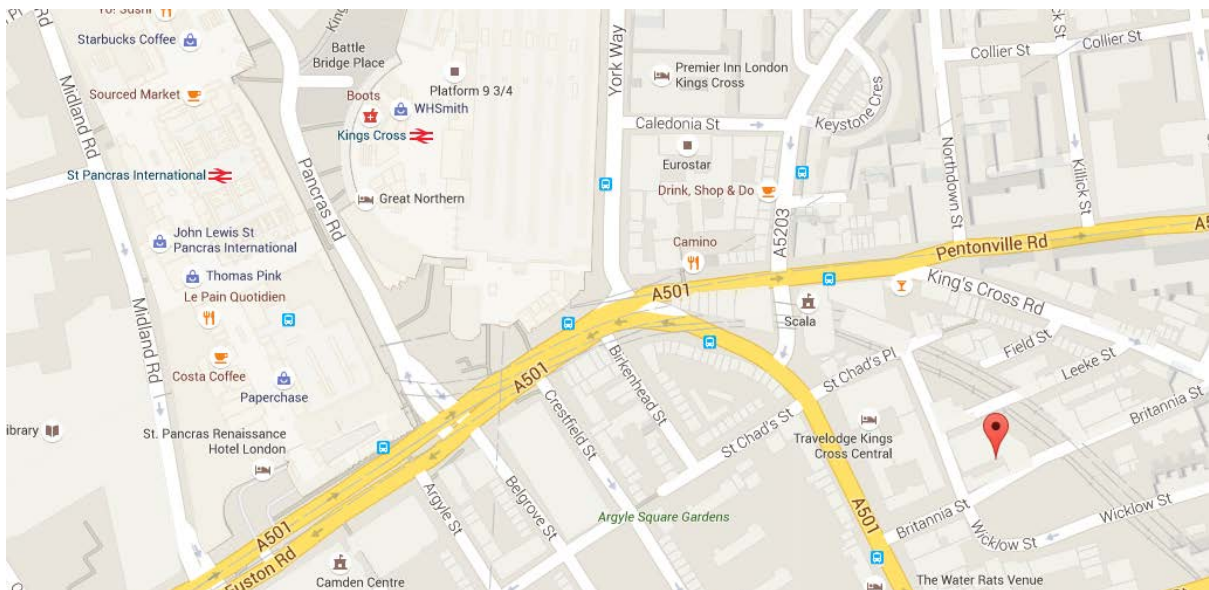 Yo! Sushi
Starbucks Coffee
Sourced Market
St Pancras International
John Lewis St
Pancras International
Thomas Pink
Le Pain Quotidien
Costa Coffee
Paperchase
St. Pancras Renaissance
Hotel London
ibrary
Midland Rd
Midland Rd
Pancras Rd
Battle
Bridge Place
Platform 9 3/4
Boots
WHSmith
Kings Cross
Great Northern
York Way
Premier Inn London
Kings Cross
Caledonia St
Keystone Cres
Eurostar
Drink, Shop & Do
A5203
Camino
Collier St
Collier St
Northdown St
Killick St
Pentonville Rd
A501
King's Cross Rd
Scala
Field St
Leeke St
Britannia St
St Chad's Pl
St Chad's St
Birkenhead St
Crestfield St
A501
Travelodge Kings
Cross Central
A501
Britannia St
Wicklow St
Wicklow St
Argyle Square Gardens
Belgrove St
Argyle St
A501
Euston Rd
Camden Centre
The Water Rats Venue